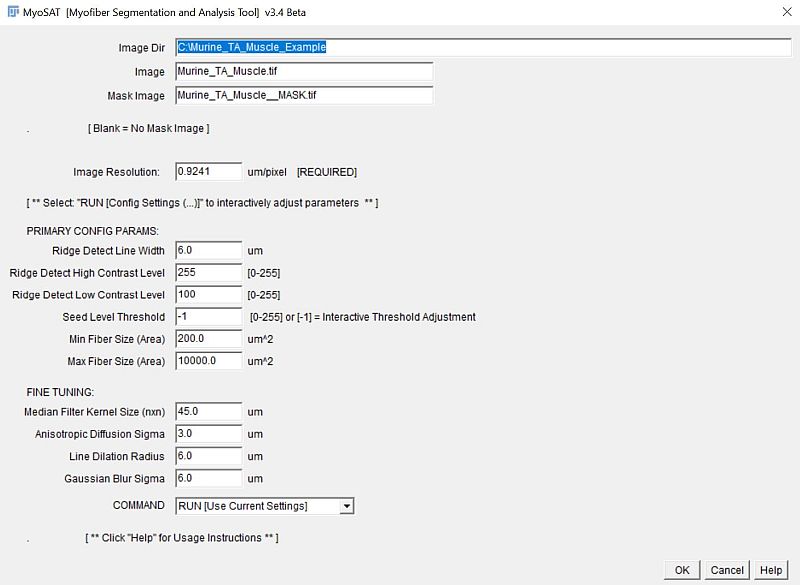 MyoSAT [Myofiber Segmentation and Analysis Tool] v3.4 Beta
Image Dir C:\Murine_TA_Muscle_Example
Image Murine_TA_Muscle.tif
Mask Image Murine_TA_Muscle__MASK.tif
. [ Blank = No Mask Image ]
Image Resolution: 0.9241 um/pixel [REQUIRED]
[ ** Select: "RUN [Config Settings (...)]" to interactively adjust parameters ** ]
PRIMARY CONFIG PARAMS:
Ridge Detect Line Width 6.0 um
Ridge Detect High Contrast Level 255 [0-255]
Ridge Detect Low Contrast Level 100 [0-255]
Seed Level Threshold -1 [0-255] or [-1] = Interactive Threshold Adjustment
Min Fiber Size (Area) 200.0 um^2
Max Fiber Size (Area) 10000.0 um^2
FINE TUNING:
Median Filter Kernel Size (nxn) 45.0 um
Anisotropic Diffusion Sigma 3.0 um
Line Dilation Radius 6.0 um
Gaussian Blur Sigma 6.0 um
COMMAND RUN [Use Current Settings]
. [ ** Click "Help" for Usage Instructions ** ]
OK Cancel Help